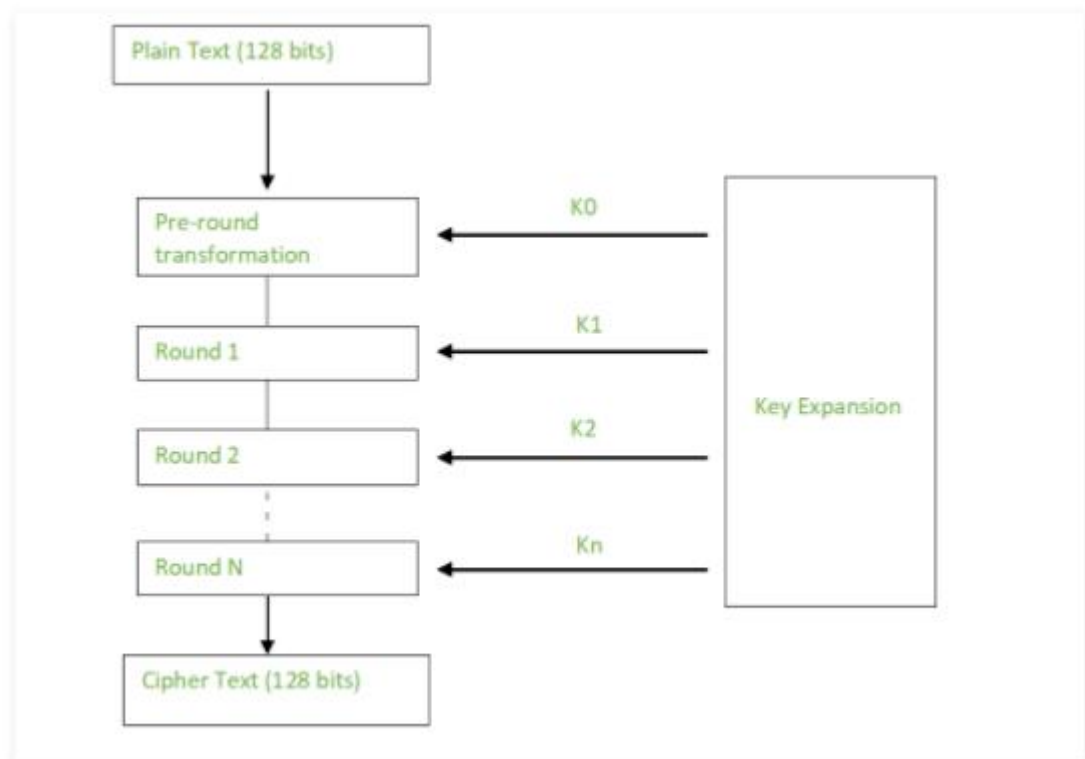 Plain Text (128 bits)
Pre-round
transformation
K0
Round 1
K1
Key Expansion
Round 2
K2
Round N
Kn
Cipher Text (128 bits)